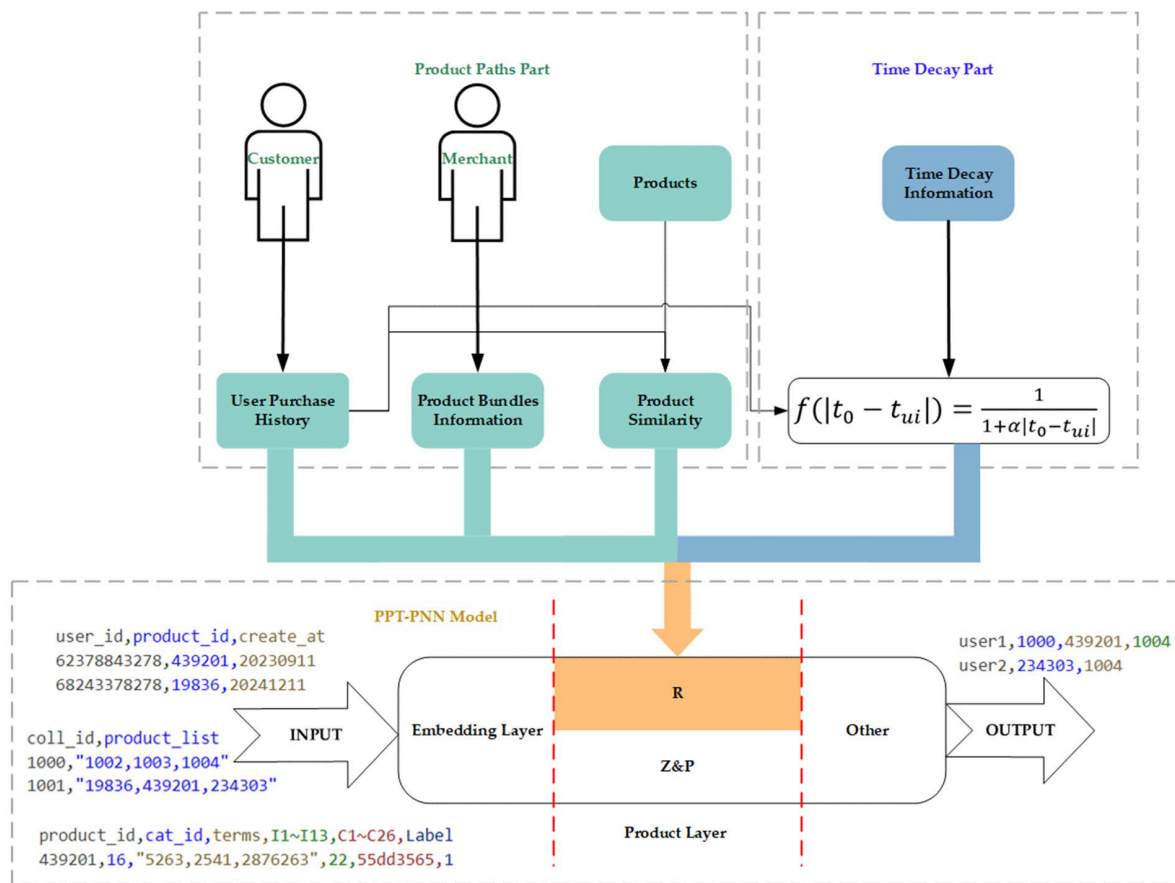 Product Paths Part
Time Decay Part
Customer
Merchant
Products
Time Decay
Information
User Purchase
History
Product Bundles
Information
Product
Similarity
f(|t₀ − tᵤᵢ|) = 1 / (1+α|t₀−tᵤᵢ|)
PPT-PNN Model
user_id,product_id,create_at
62378843278,439201,20230911
68243378278,19836,20241211
coll_id,product_list
1000,"1002,1003,1004"
1001,"19836,439201,234303"
product_id,cat_id,terms,I1~I13,C1~C26,Label
439201,16,"5263,2541,2876263",22,55dd3565,1
INPUT
Embedding Layer
R
Z&P
Product Layer
Other
OUTPUT
user1,1000,439201,1004
user2,234303,1004